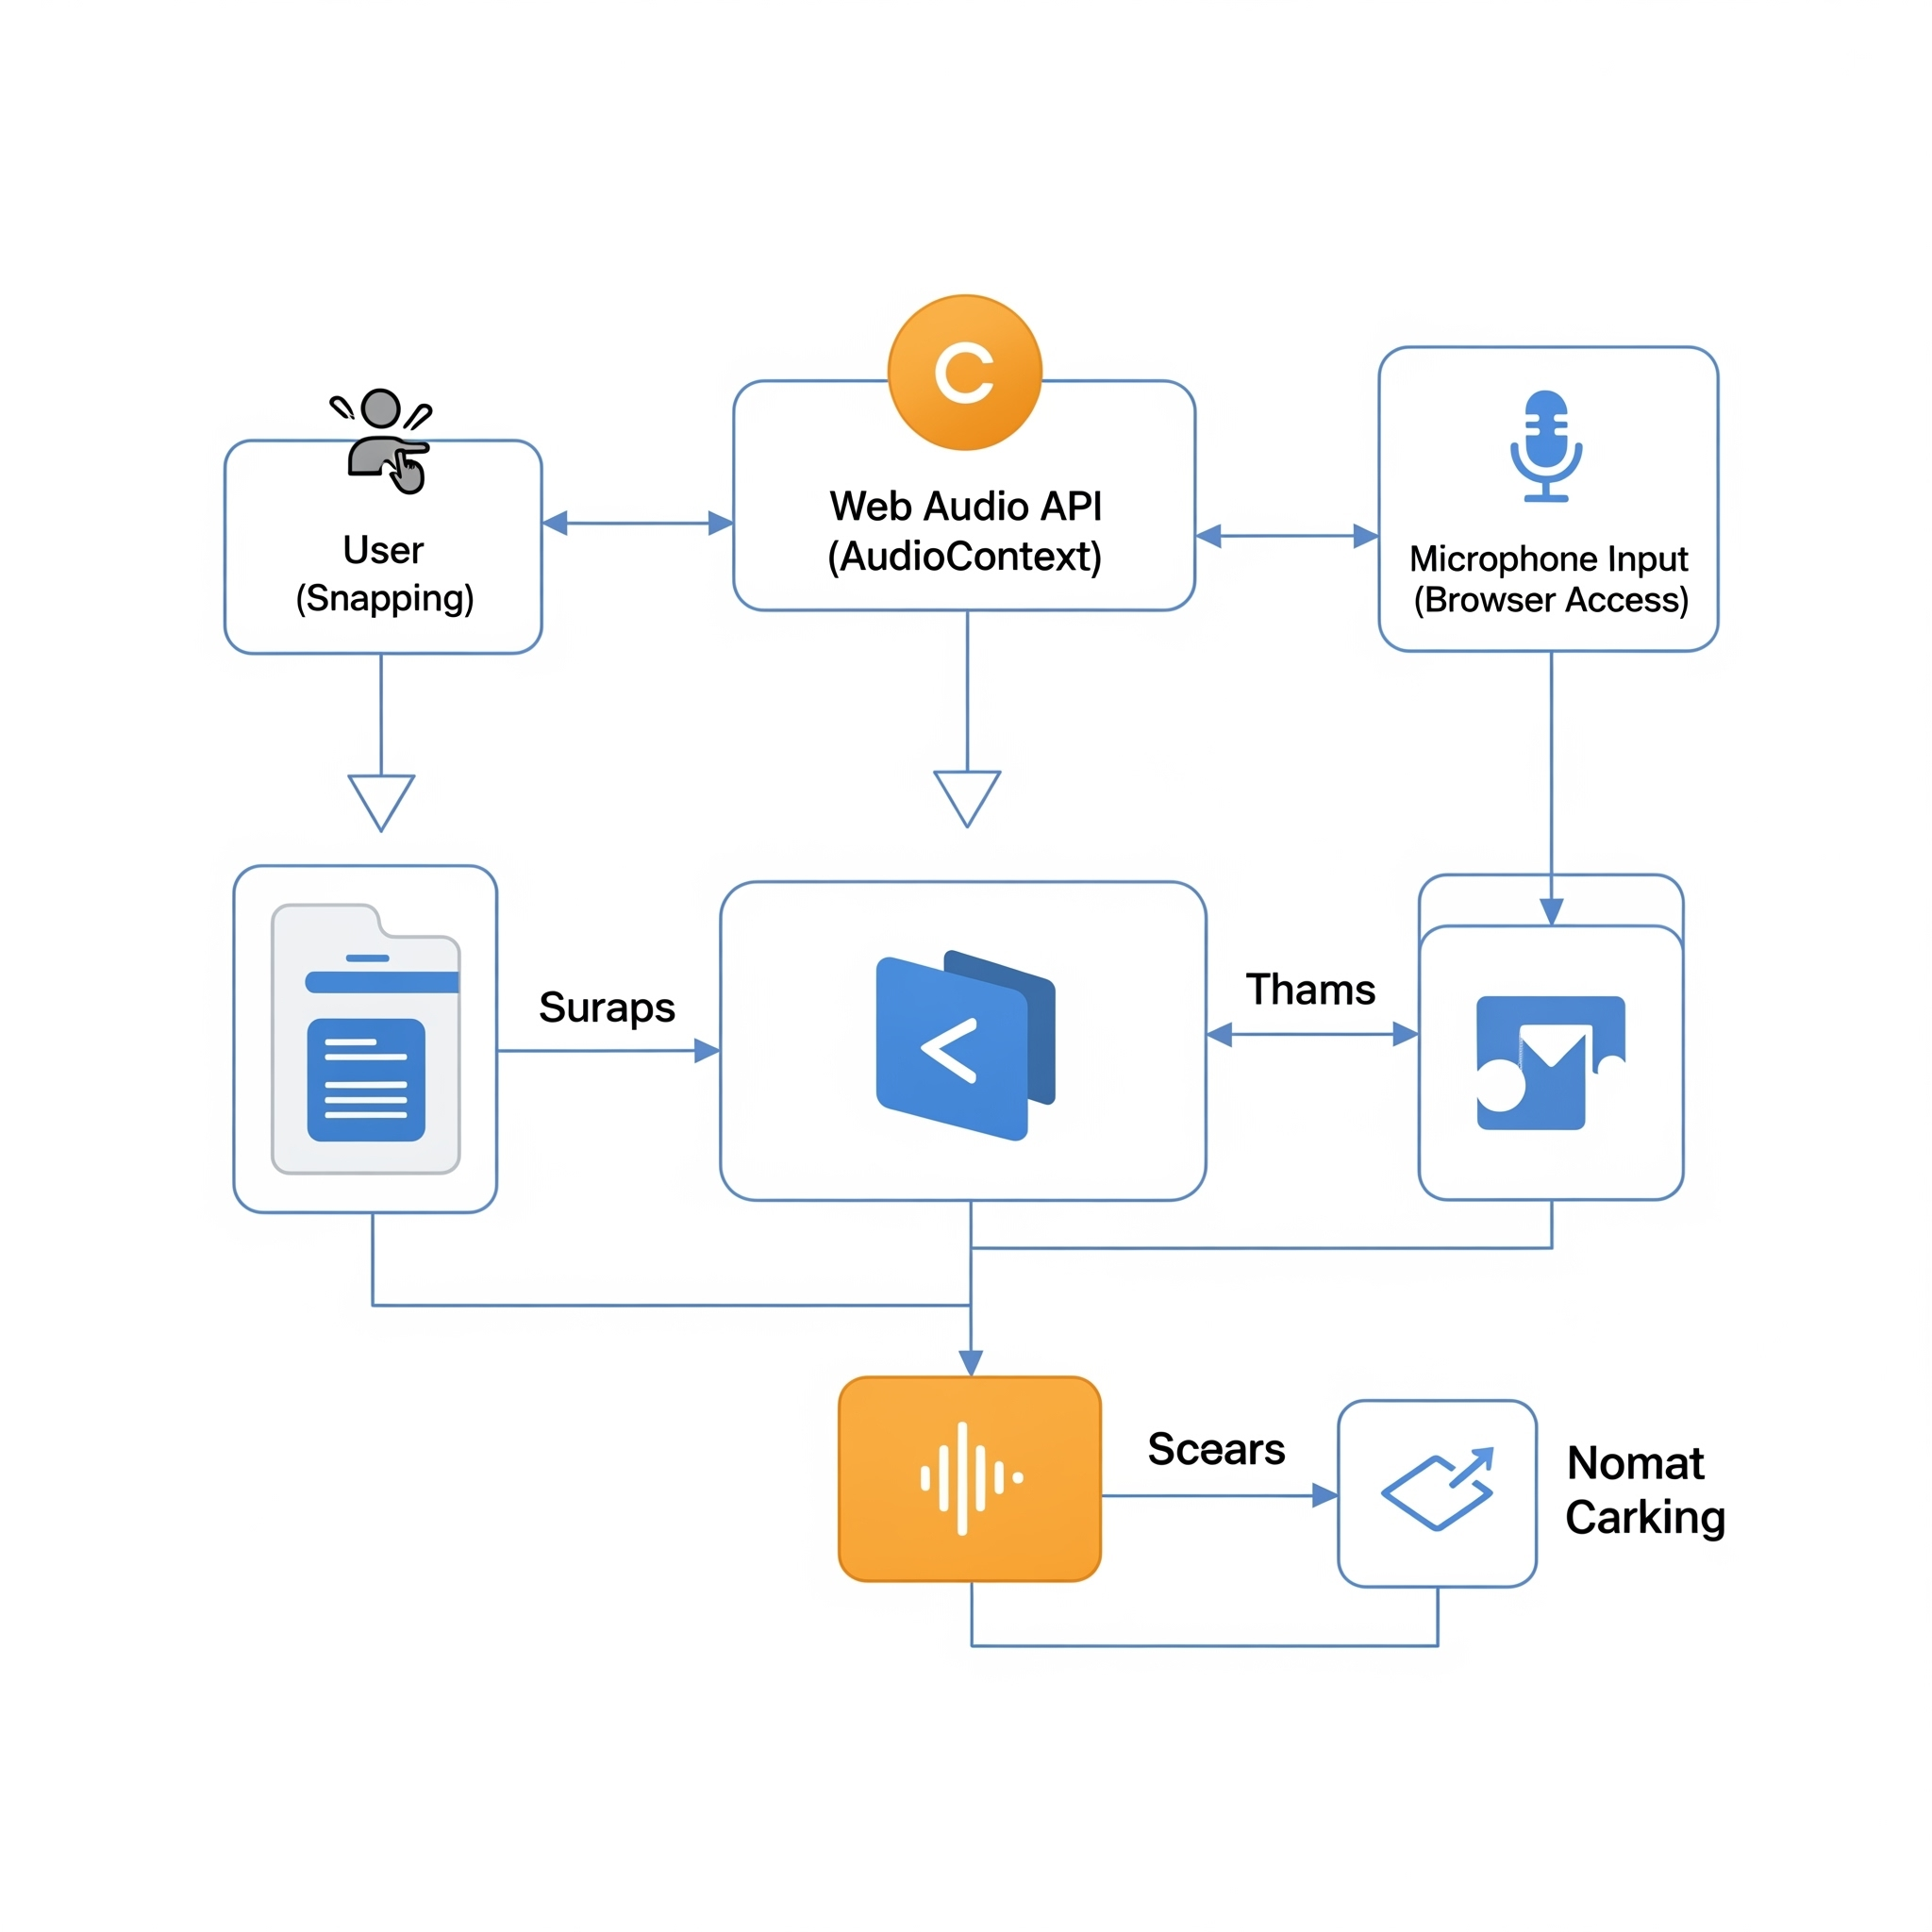 C
User
(Snapping)
Web Audio API
(AudioContext)
Microphone Input
(Browser Access)
Suraps
<
Thams
Scears
Nomat
Carking